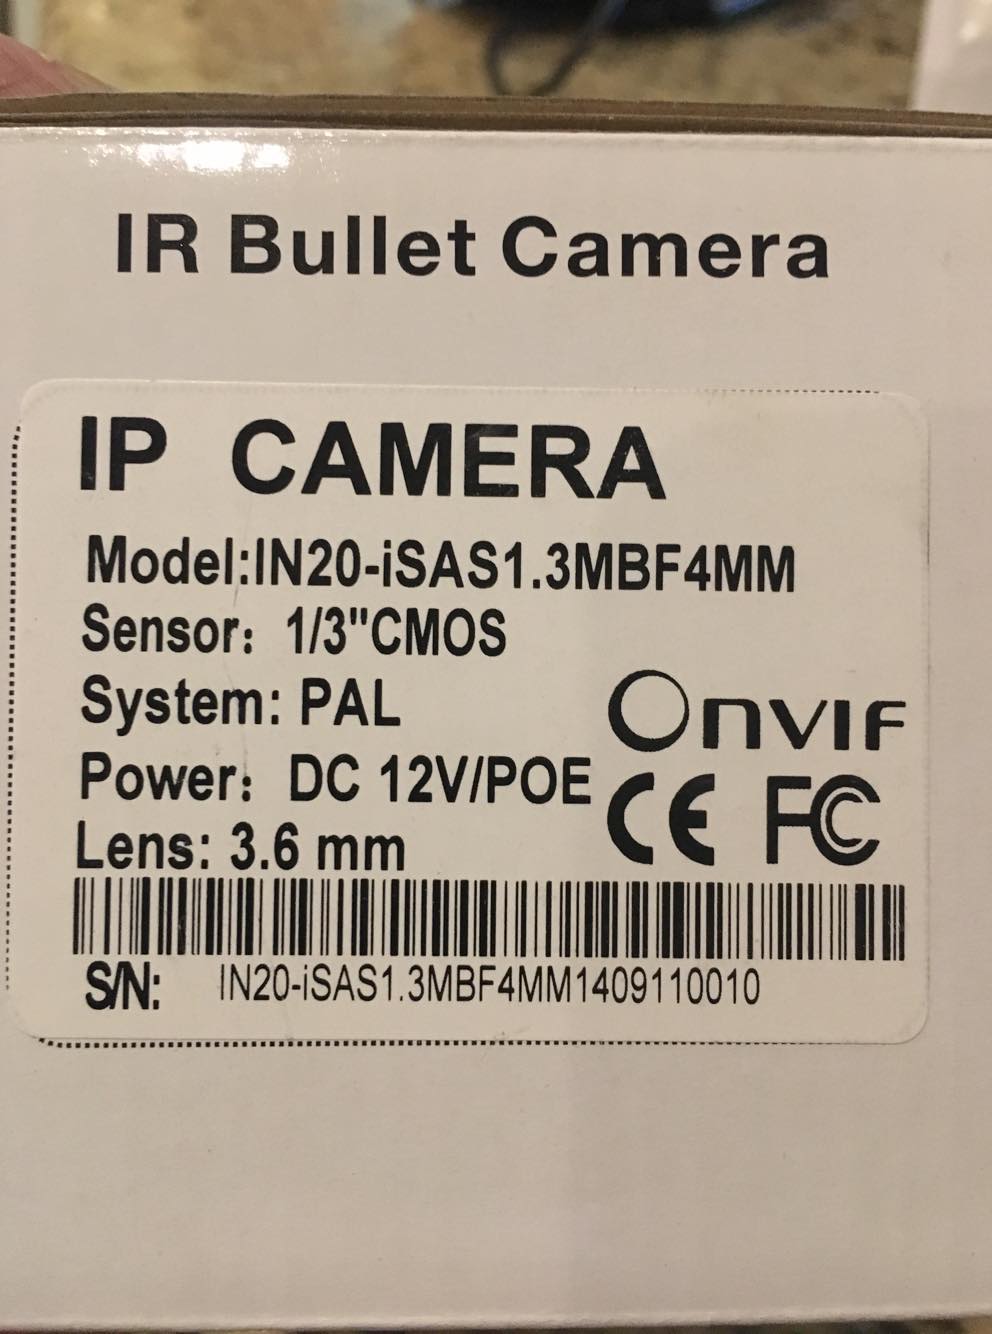 IR Bullet Camera
IP CAMERA
Model:IN20-iSAS1.3MBF4MM
Sensor: 1/3"CMOS
System: PAL
Onvif
Power: DC 12V/POE
CE FC
Lens: 3.6 mm
S/N: IN20-iSAS1.3MBF4MM1409110010